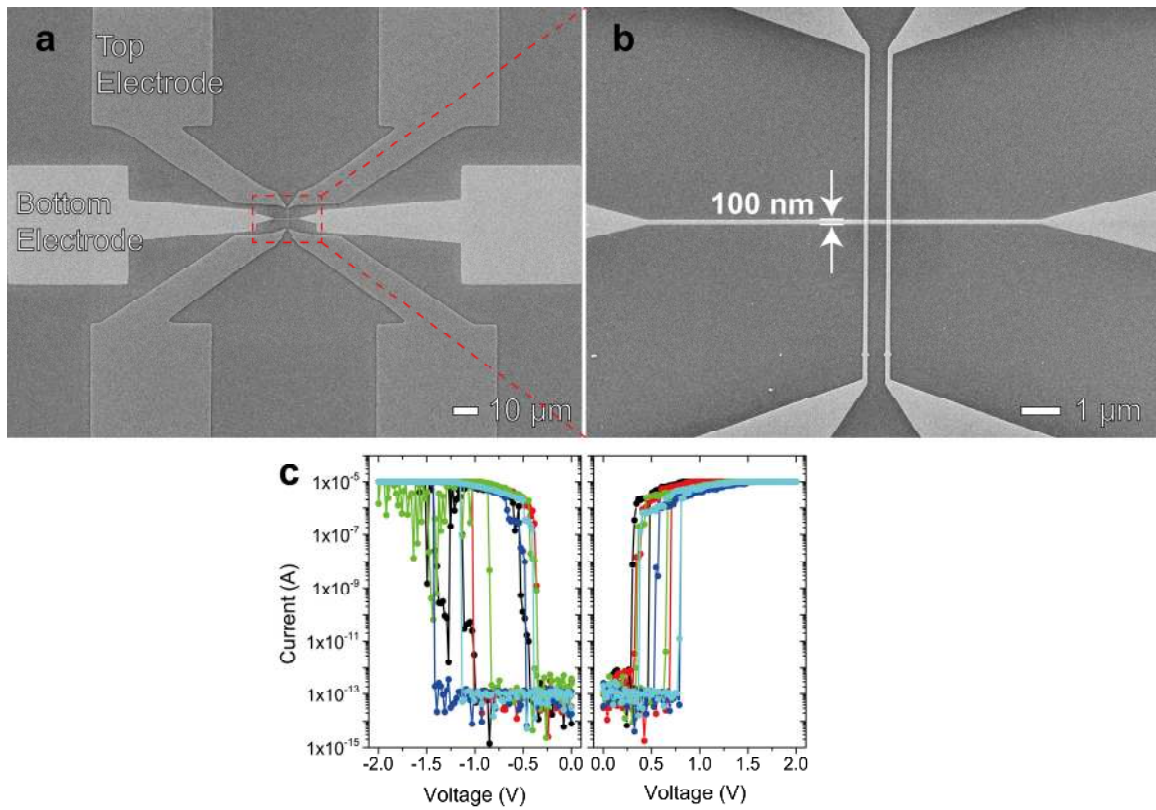 a
Top
Electrode
Bottom
Electrode
10 μm
b
100 nm
1 μm
c
Current (A)
1x10⁻⁵
1x10⁻⁷
1x10⁻⁹
1x10⁻¹¹
1x10⁻¹³
1x10⁻¹⁵
-2.0 -1.5 -1.0 -0.5 0.0
0.0 0.5 1.0 1.5 2.0
Voltage (V)
Voltage (V)